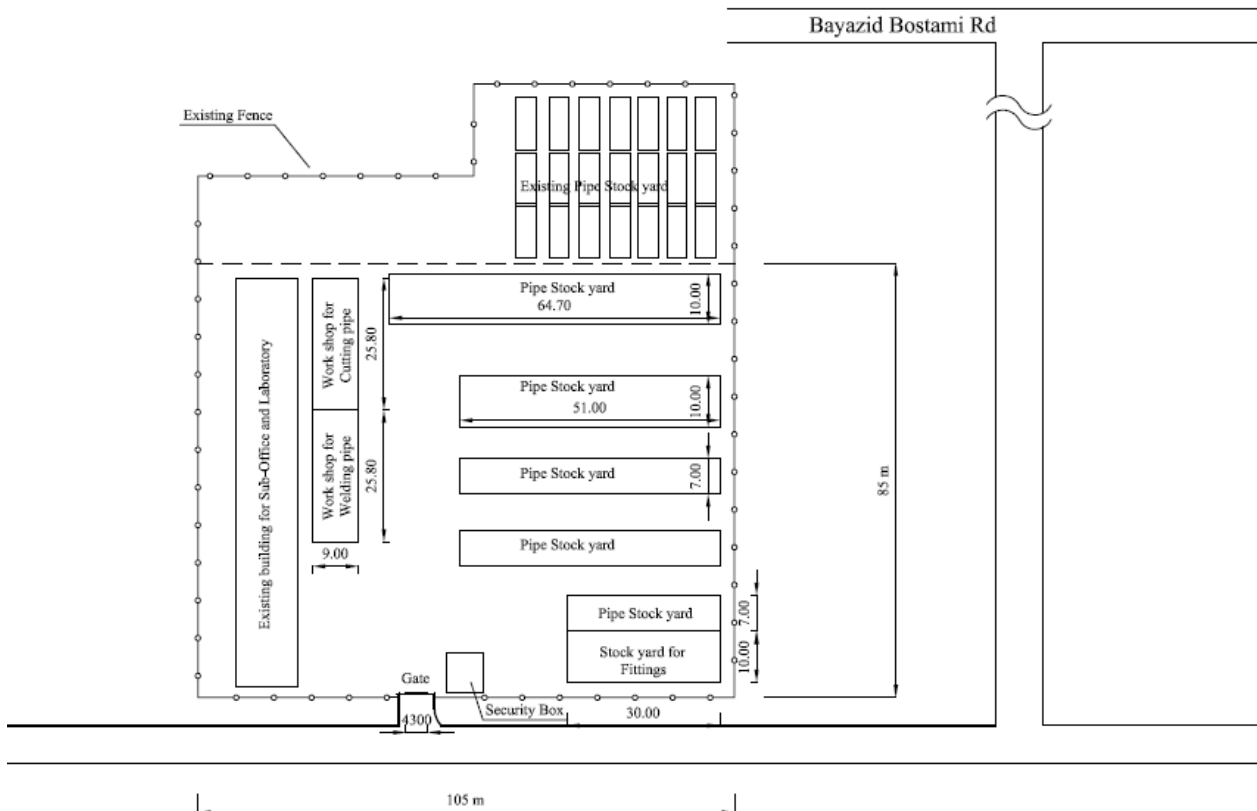 Bayazid Bostami Rd
Existing Fence
Existing Pipe Stock yard
Pipe Stock yard
64.70
10.00
Work shop for
Cutting pipe
25.80
Existing building for Sub-Office and Laboratory
Pipe Stock yard
51.00
10.00
Work shop for
Welding pipe
25.80
Pipe Stock yard
7.00
85 m
Pipe Stock yard
9.00
Pipe Stock yard
7.00
Stock yard for
Fittings
10.00
Gate
Security Box
30.00
4300
105 m